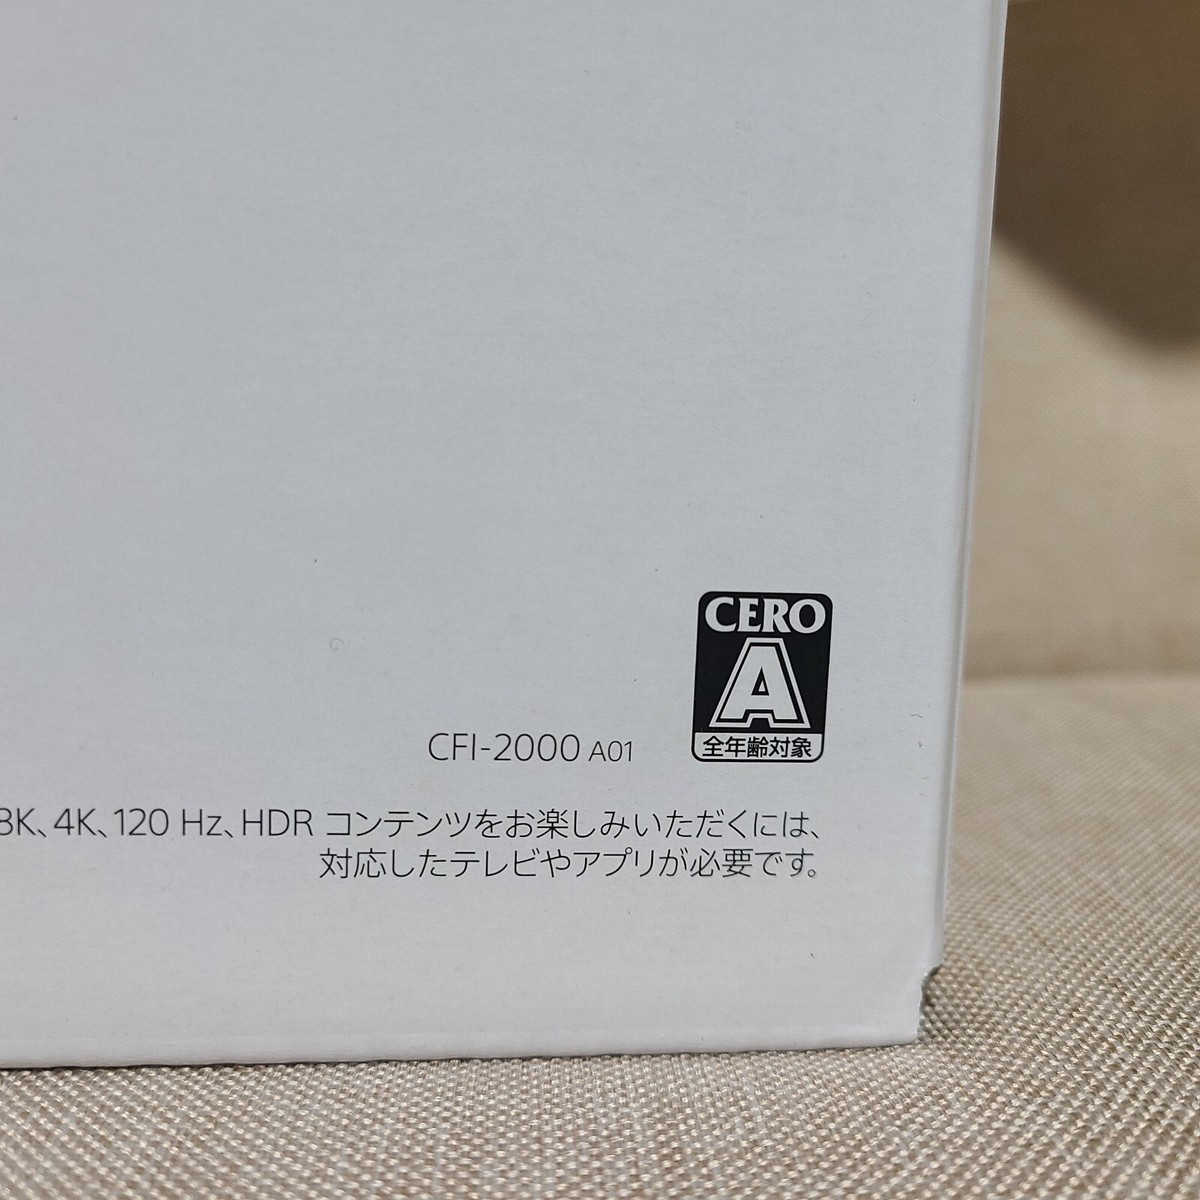 CERO
A
全年齢対象
CFI-2000 A01
8K、4K、120 Hz、HDR コンテンツをお楽しみいただくには、
対応したテレビやアプリが必要です。